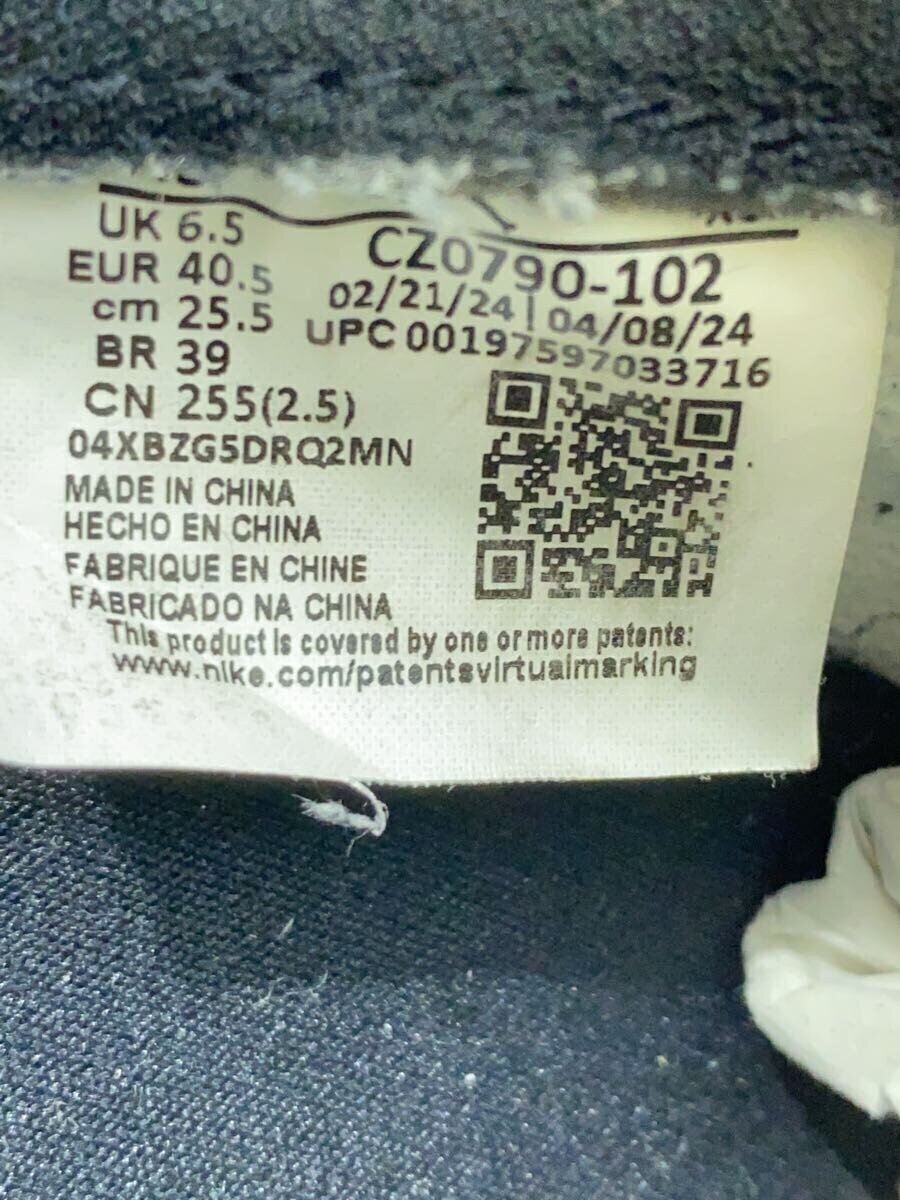 UK 6.5
EUR 40.5
cm 25.5
BR 39
CN 255(2.5)
04XBZG5DRQ2MN
CZ0790-102
02/21/24 | 04/08/24
UPC 00197597033716
MADE IN CHINA
HECHO EN CHINA
FABRIQUE EN CHINE
FABRICADO NA CHINA
This product is covered by one or more patents:
www.nike.com/patentsvirtualmarking